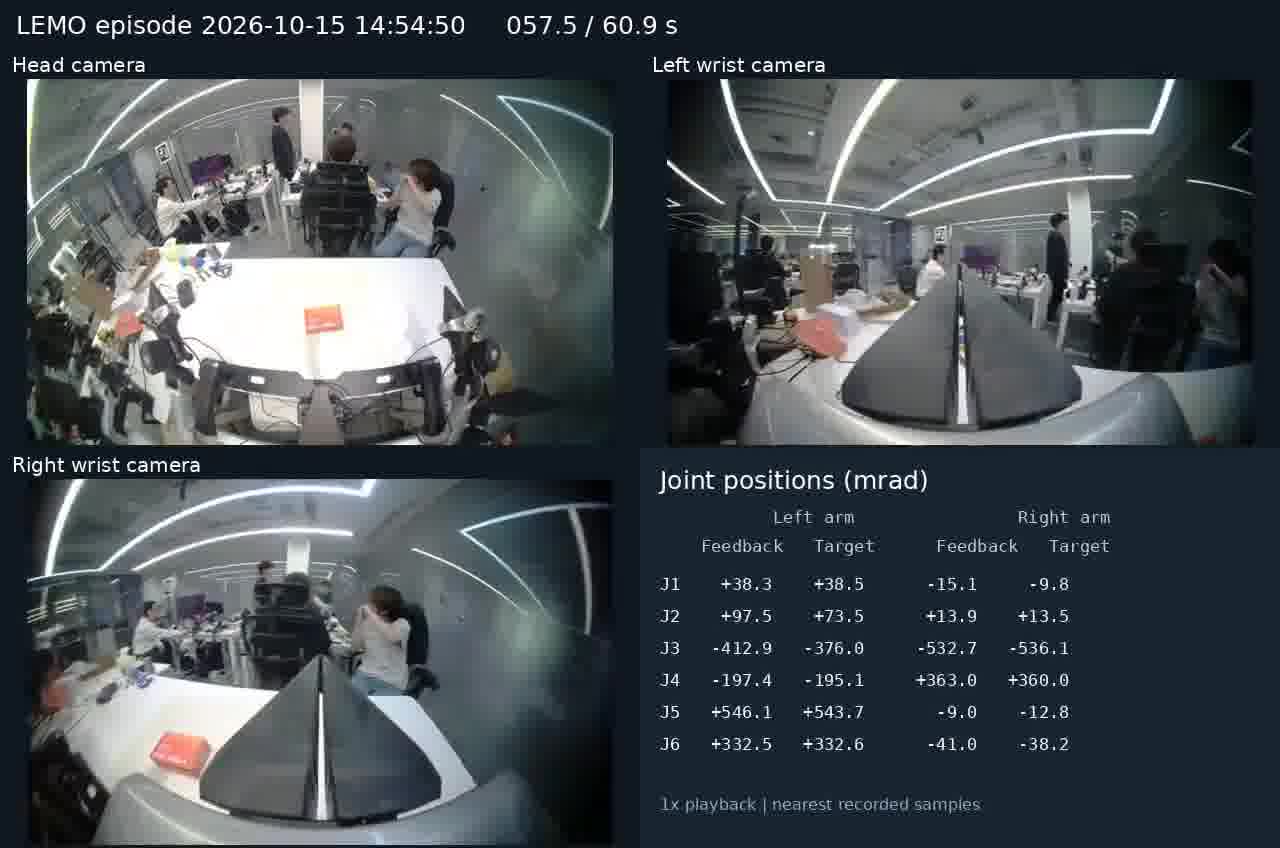 LEMO episode 2026-10-15 14:54:50 057.5 / 60.9 s
Head camera
Left wrist camera
Right wrist camera
Joint positions (mrad)
Left arm Right arm
Feedback Target Feedback Target
J1 +38.3 +38.5 -15.1 -9.8
J2 +97.5 +73.5 +13.9 +13.5
J3 -412.9 -376.0 -532.7 -536.1
J4 -197.4 -195.1 +363.0 +360.0
J5 +546.1 +543.7 -9.0 -12.8
J6 +332.5 +332.6 -41.0 -38.2
1x playback | nearest recorded samples